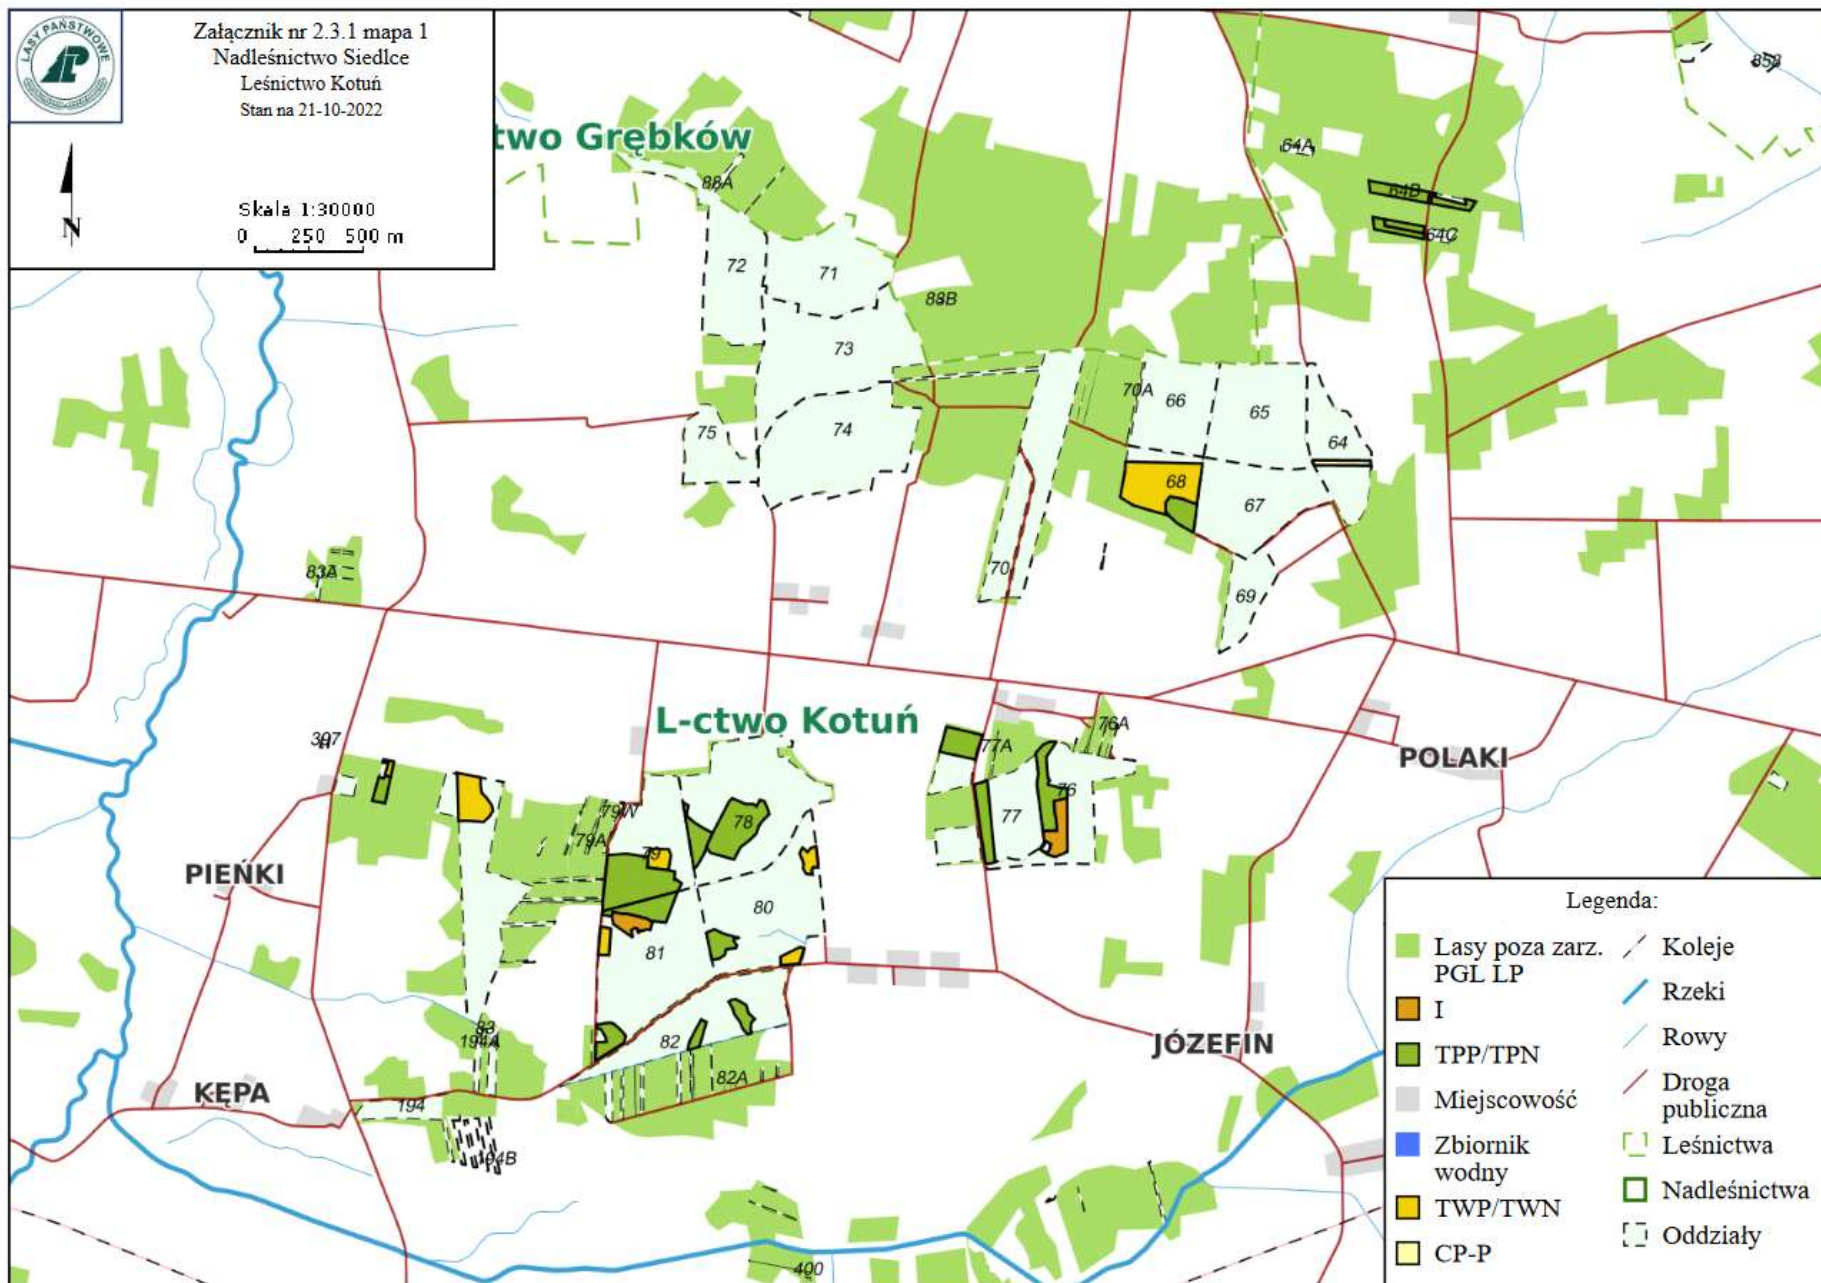 LASY PAŃSTWOWE
Załącznik nr 2.3.1 mapa 1
Nadleśnictwo Siedlce
Leśnictwo Kotuń
Stan na 21-10-2022
N
Skala 1:30000
0 250 500 m
two Grębków
858
64A
88A
64B
64C
72
71
88B
73
70A
66
65
75
74
64
68
67
83A
70
69
L-ctwo Kotuń
76A
397
77A
POLAKI
76
79W
77
78
79A
79
PIEŃKI
80
81
83
194A
82
JÓZEFIN
82A
KĘPA
194
194B
400
Legenda:
Lasy poza zarz.
PGL LP
I
TPP/TPN
Miejscowość
Zbiornik
wodny
TWP/TWN
CP-P
Koleje
Rzeki
Rowy
Droga
publiczna
Leśnictwa
Nadleśnictwa
Oddziały